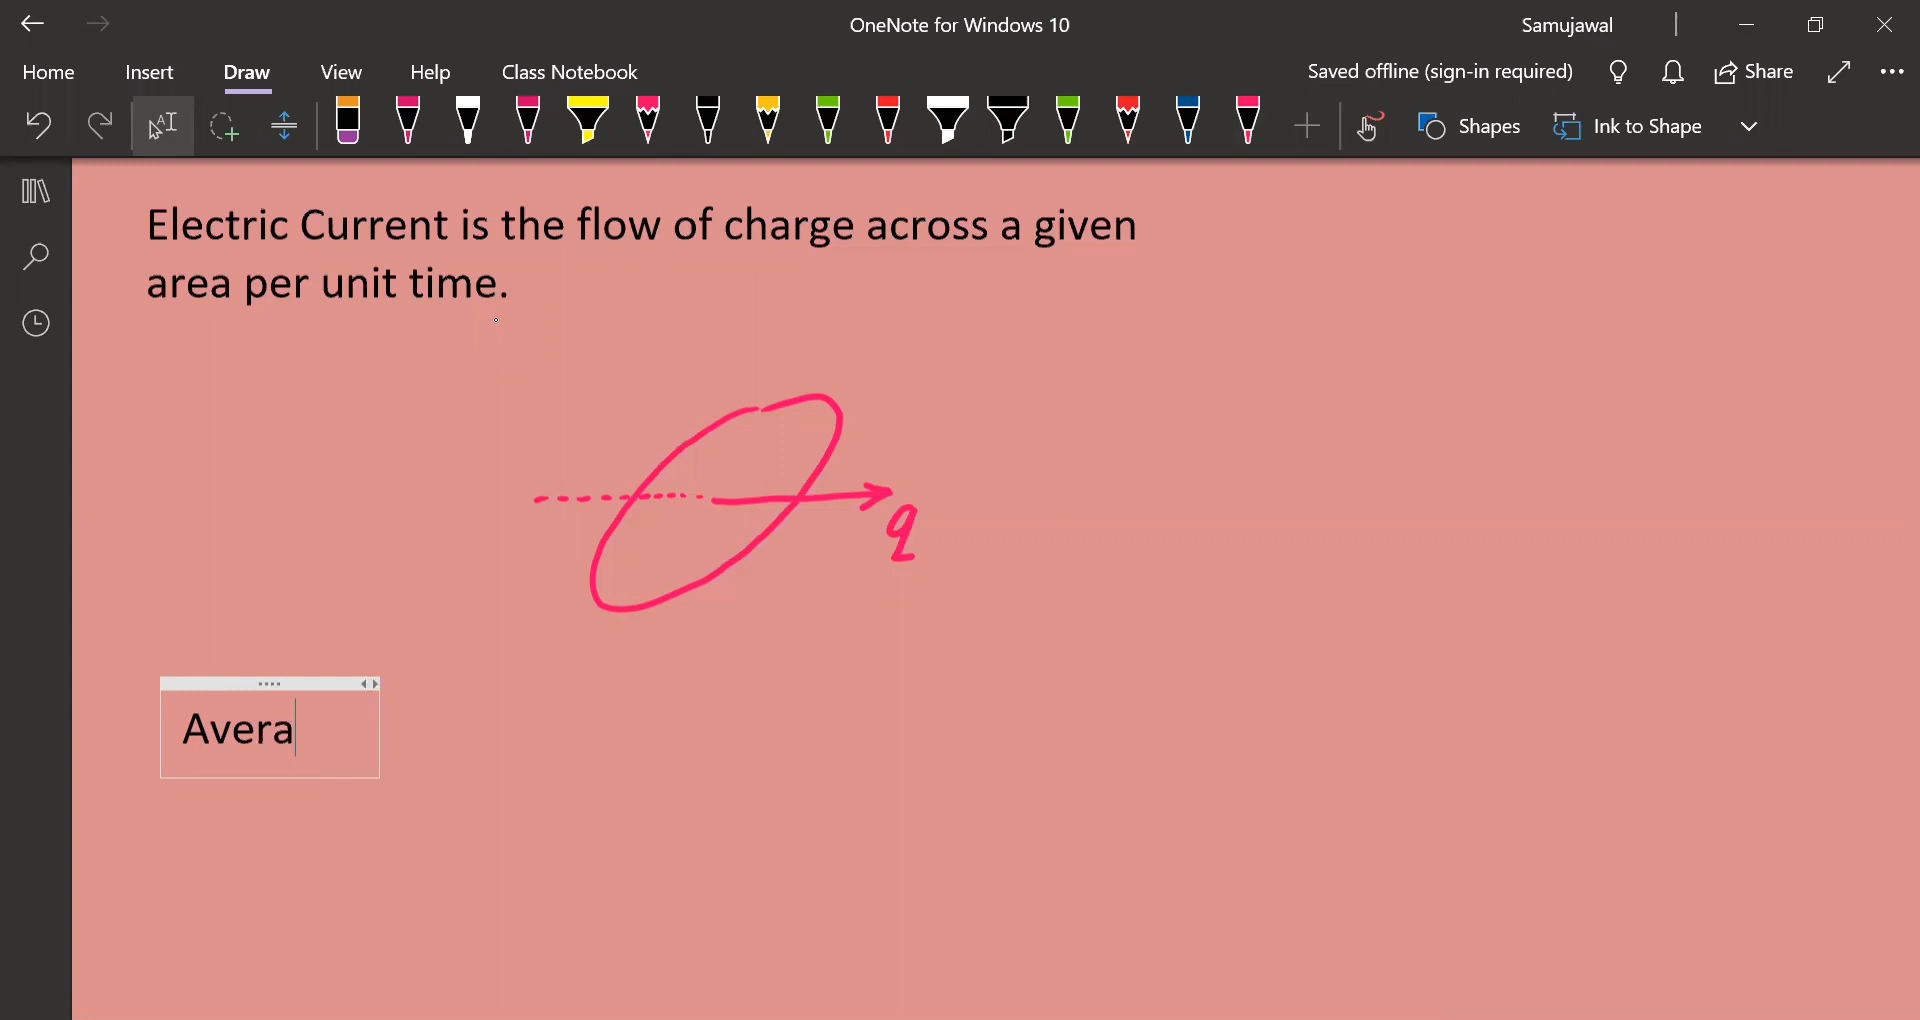 OneNote for Windows 10
Samujawal
Home Insert Draw View Help Class Notebook
Saved offline (sign-in required) Share
Shapes Ink to Shape
Electric Current is the flow of charge across a given
area per unit time.
q
Avera